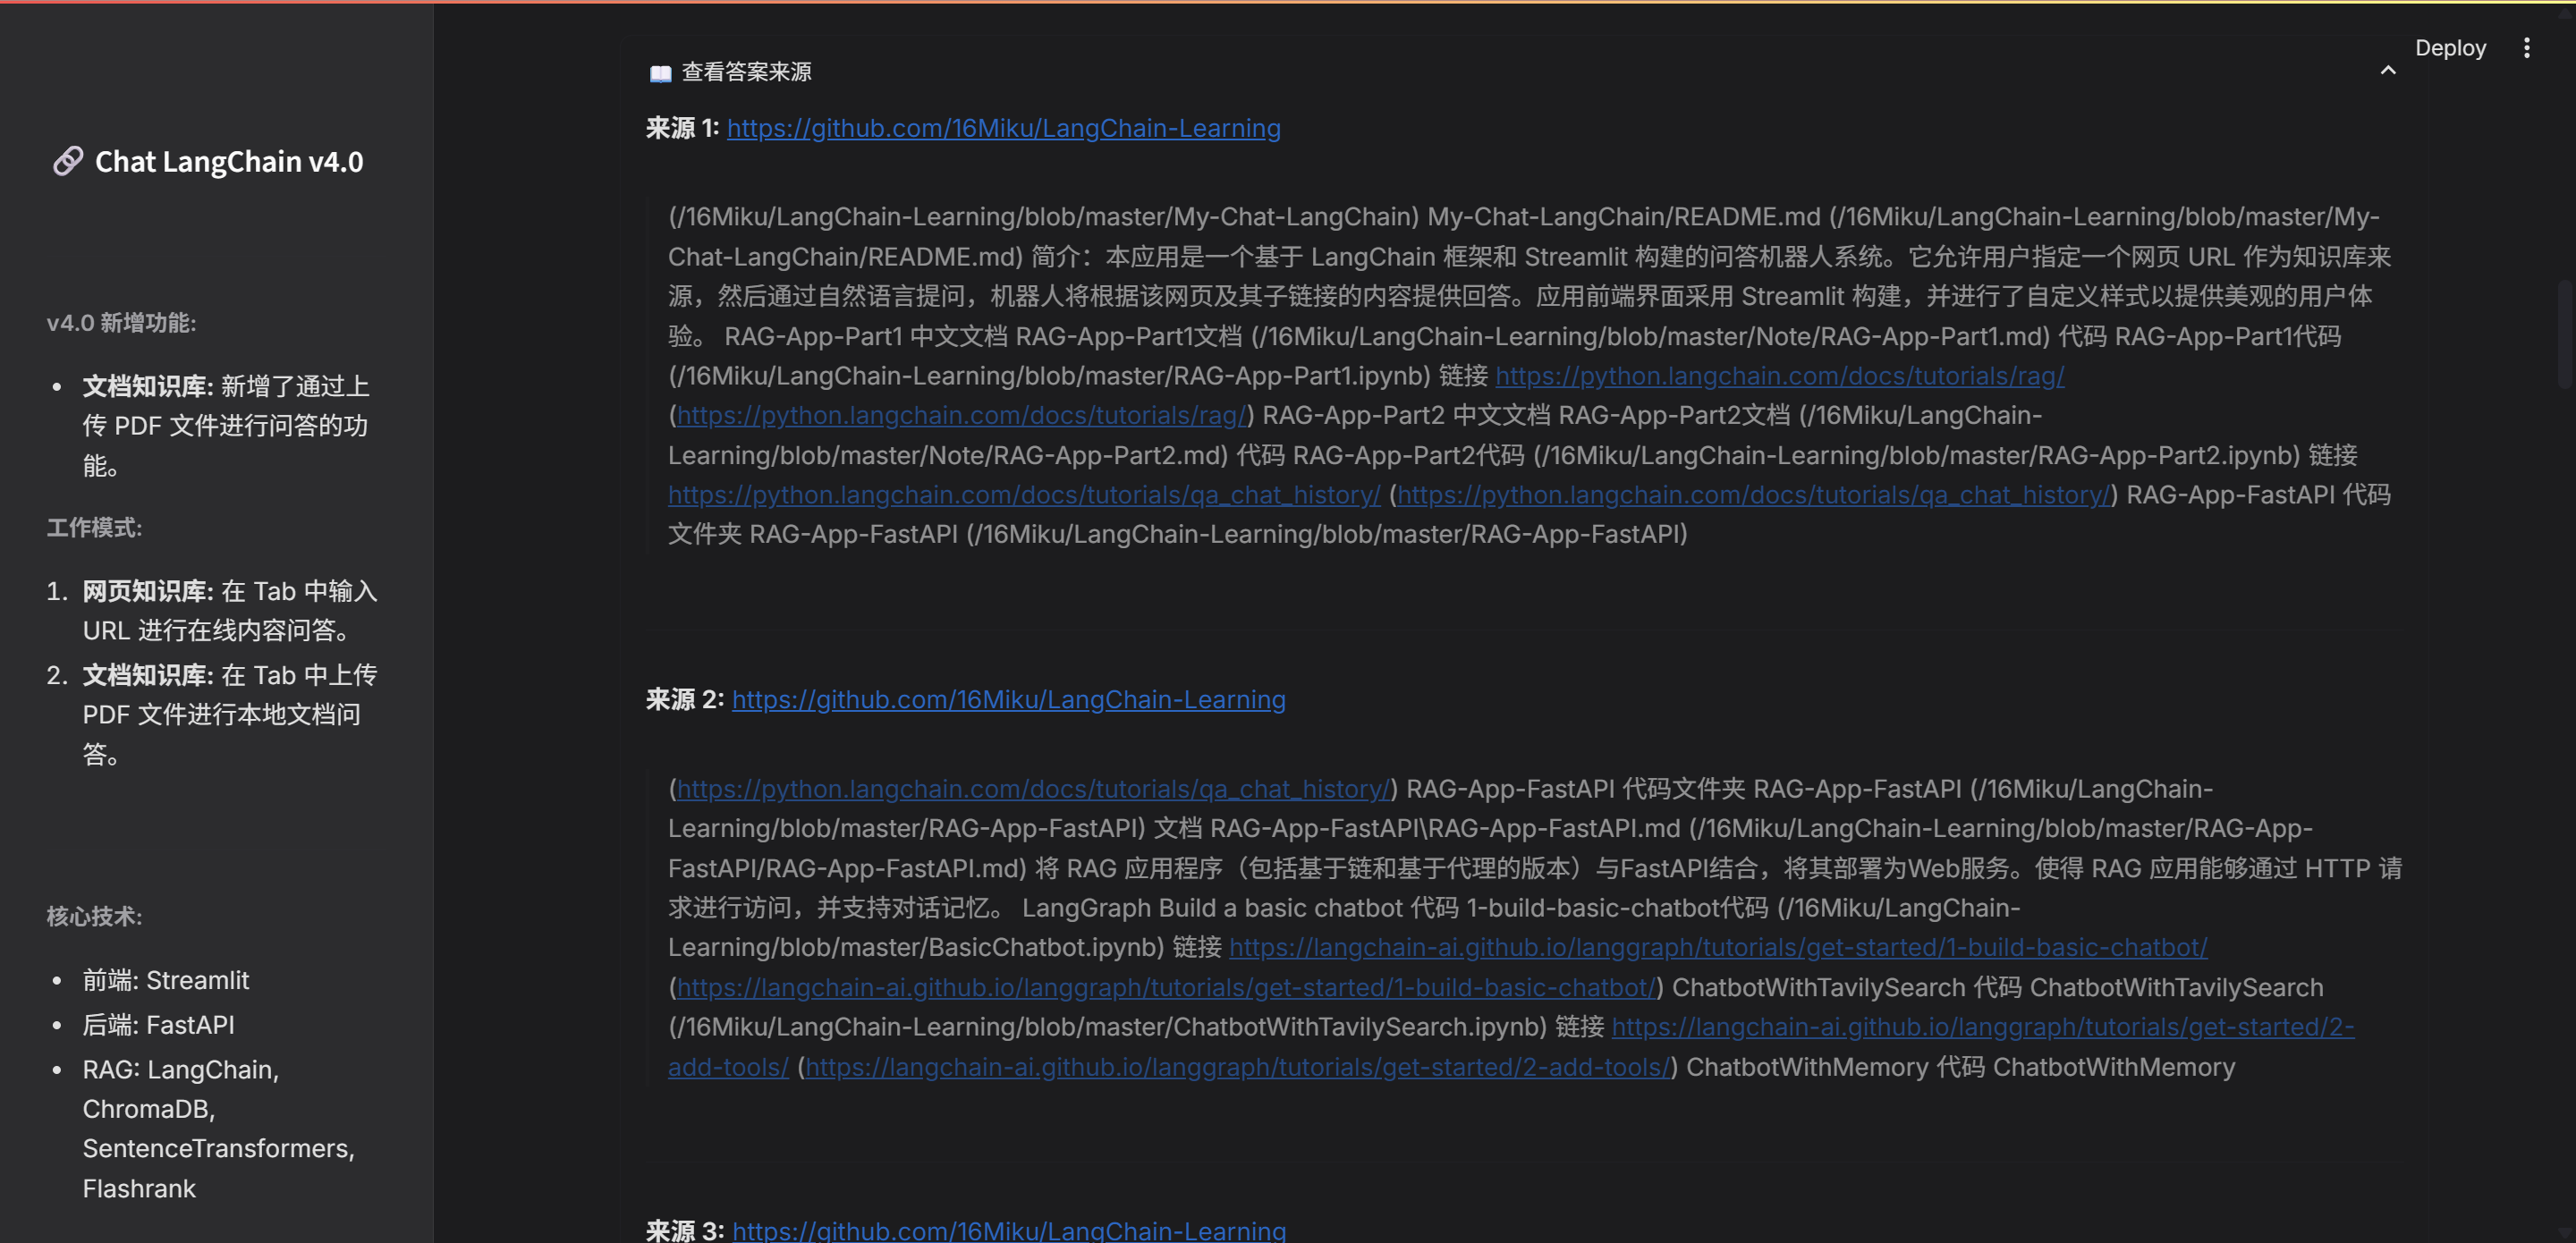 Chat LangChain v4.0
v4.0 新增功能:
• 文档知识库: 新增了通过上
传 PDF 文件进行问答的功
能。
工作模式:
1. 网页知识库: 在 Tab 中输入
URL 进行在线内容问答。
2. 文档知识库: 在 Tab 中上传
PDF 文件进行本地文档问
答。
核心技术:
• 前端: Streamlit
• 后端: FastAPI
• RAG: LangChain,
ChromaDB,
SentenceTransformers,
Flashrank
Deploy
查看答案来源
来源 1: https://github.com/16Miku/LangChain-Learning
(/16Miku/LangChain-Learning/blob/master/My-Chat-LangChain) My-Chat-LangChain/README.md (/16Miku/LangChain-Learning/blob/master/My-
Chat-LangChain/README.md) 简介：本应用是一个基于 LangChain 框架和 Streamlit 构建的问答机器人系统。它允许用户指定一个网页 URL 作为知识库来
源，然后通过自然语言提问，机器人将根据该网页及其子链接的内容提供回答。应用前端界面采用 Streamlit 构建，并进行了自定义样式以提供美观的用户体
验。 RAG-App-Part1 中文文档 RAG-App-Part1文档 (/16Miku/LangChain-Learning/blob/master/Note/RAG-App-Part1.md) 代码 RAG-App-Part1代码
(/16Miku/LangChain-Learning/blob/master/RAG-App-Part1.ipynb) 链接 https://python.langchain.com/docs/tutorials/rag/
(https://python.langchain.com/docs/tutorials/rag/) RAG-App-Part2 中文文档 RAG-App-Part2文档 (/16Miku/LangChain-
Learning/blob/master/Note/RAG-App-Part2.md) 代码 RAG-App-Part2代码 (/16Miku/LangChain-Learning/blob/master/RAG-App-Part2.ipynb) 链接
https://python.langchain.com/docs/tutorials/qa_chat_history/ (https://python.langchain.com/docs/tutorials/qa_chat_history/) RAG-App-FastAPI 代码
文件夹 RAG-App-FastAPI (/16Miku/LangChain-Learning/blob/master/RAG-App-FastAPI)
来源 2: https://github.com/16Miku/LangChain-Learning
(https://python.langchain.com/docs/tutorials/qa_chat_history/) RAG-App-FastAPI 代码文件夹 RAG-App-FastAPI (/16Miku/LangChain-
Learning/blob/master/RAG-App-FastAPI) 文档 RAG-App-FastAPI\RAG-App-FastAPI.md (/16Miku/LangChain-Learning/blob/master/RAG-App-
FastAPI/RAG-App-FastAPI.md) 将 RAG 应用程序（包括基于链和基于代理的版本）与FastAPI结合，将其部署为Web服务。使得 RAG 应用能够通过 HTTP 请
求进行访问，并支持对话记忆。 LangGraph Build a basic chatbot 代码 1-build-basic-chatbot代码 (/16Miku/LangChain-
Learning/blob/master/BasicChatbot.ipynb) 链接 https://langchain-ai.github.io/langgraph/tutorials/get-started/1-build-basic-chatbot/
(https://langchain-ai.github.io/langgraph/tutorials/get-started/1-build-basic-chatbot/) ChatbotWithTavilySearch 代码 ChatbotWithTavilySearch
(/16Miku/LangChain-Learning/blob/master/ChatbotWithTavilySearch.ipynb) 链接 https://langchain-ai.github.io/langgraph/tutorials/get-started/2-
add-tools/ (https://langchain-ai.github.io/langgraph/tutorials/get-started/2-add-tools/) ChatbotWithMemory 代码 ChatbotWithMemory
来源 3: https://github.com/16Miku/LangChain-Learning